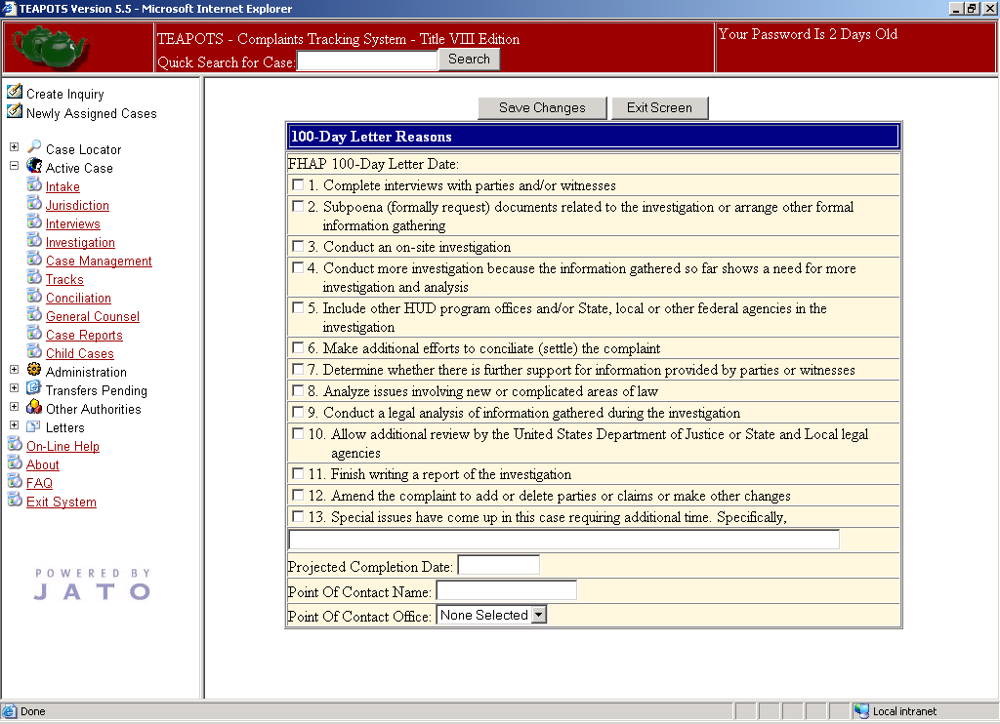 TEAPOTS Version 5.5 - Microsoft Internet Explorer
TEAPOTS - Complaints Tracking System - Title VIII Edition
Quick Search for Case:
Search
Your Password Is 2 Days Old
Create Inquiry
Newly Assigned Cases
Case Locator
Active Case
Intake
Jurisdiction
Interviews
Investigation
Case Management
Tracks
Conciliation
General Counsel
Case Reports
Child Cases
Administration
Transfers Pending
Other Authorities
Letters
On-Line Help
About
FAQ
Exit System
POWERED BY
JATO
Save Changes
Exit Screen
100-Day Letter Reasons
FHAP 100-Day Letter Date:
1. Complete interviews with parties and/or witnesses
2. Subpoena (formally request) documents related to the investigation or arrange other formal
information gathering
3. Conduct an on-site investigation
4. Conduct more investigation because the information gathered so far shows a need for more
investigation and analysis
5. Include other HUD program offices and/or State, local or other federal agencies in the
investigation
6. Make additional efforts to conciliate (settle) the complaint
7. Determine whether there is further support for information provided by parties or witnesses
8. Analyze issues involving new or complicated areas of law
9. Conduct a legal analysis of information gathered during the investigation
10. Allow additional review by the United States Department of Justice or State and Local legal
agencies
11. Finish writing a report of the investigation
12. Amend the complaint to add or delete parties or claims or make other changes
13. Special issues have come up in this case requiring additional time. Specifically,
Projected Completion Date:
Point Of Contact Name:
Point Of Contact Office: None Selected
Done
Local intranet